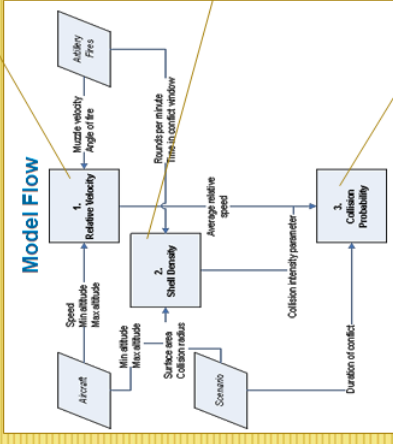 Model Flow
Aircraft
Artillery
Fires
Speed
Min altitude
Max altitude
Muzzle velocity
Angle of fire
1.
Relative Velocity
Min altitude
Max altitude
Rounds per minute
Time in conflict window
Surface area
Collision radius
2.
Shell Density
Average relative
speed
Scenario
Collision intensity parameter
Duration of conflict
3.
Collision
Probability